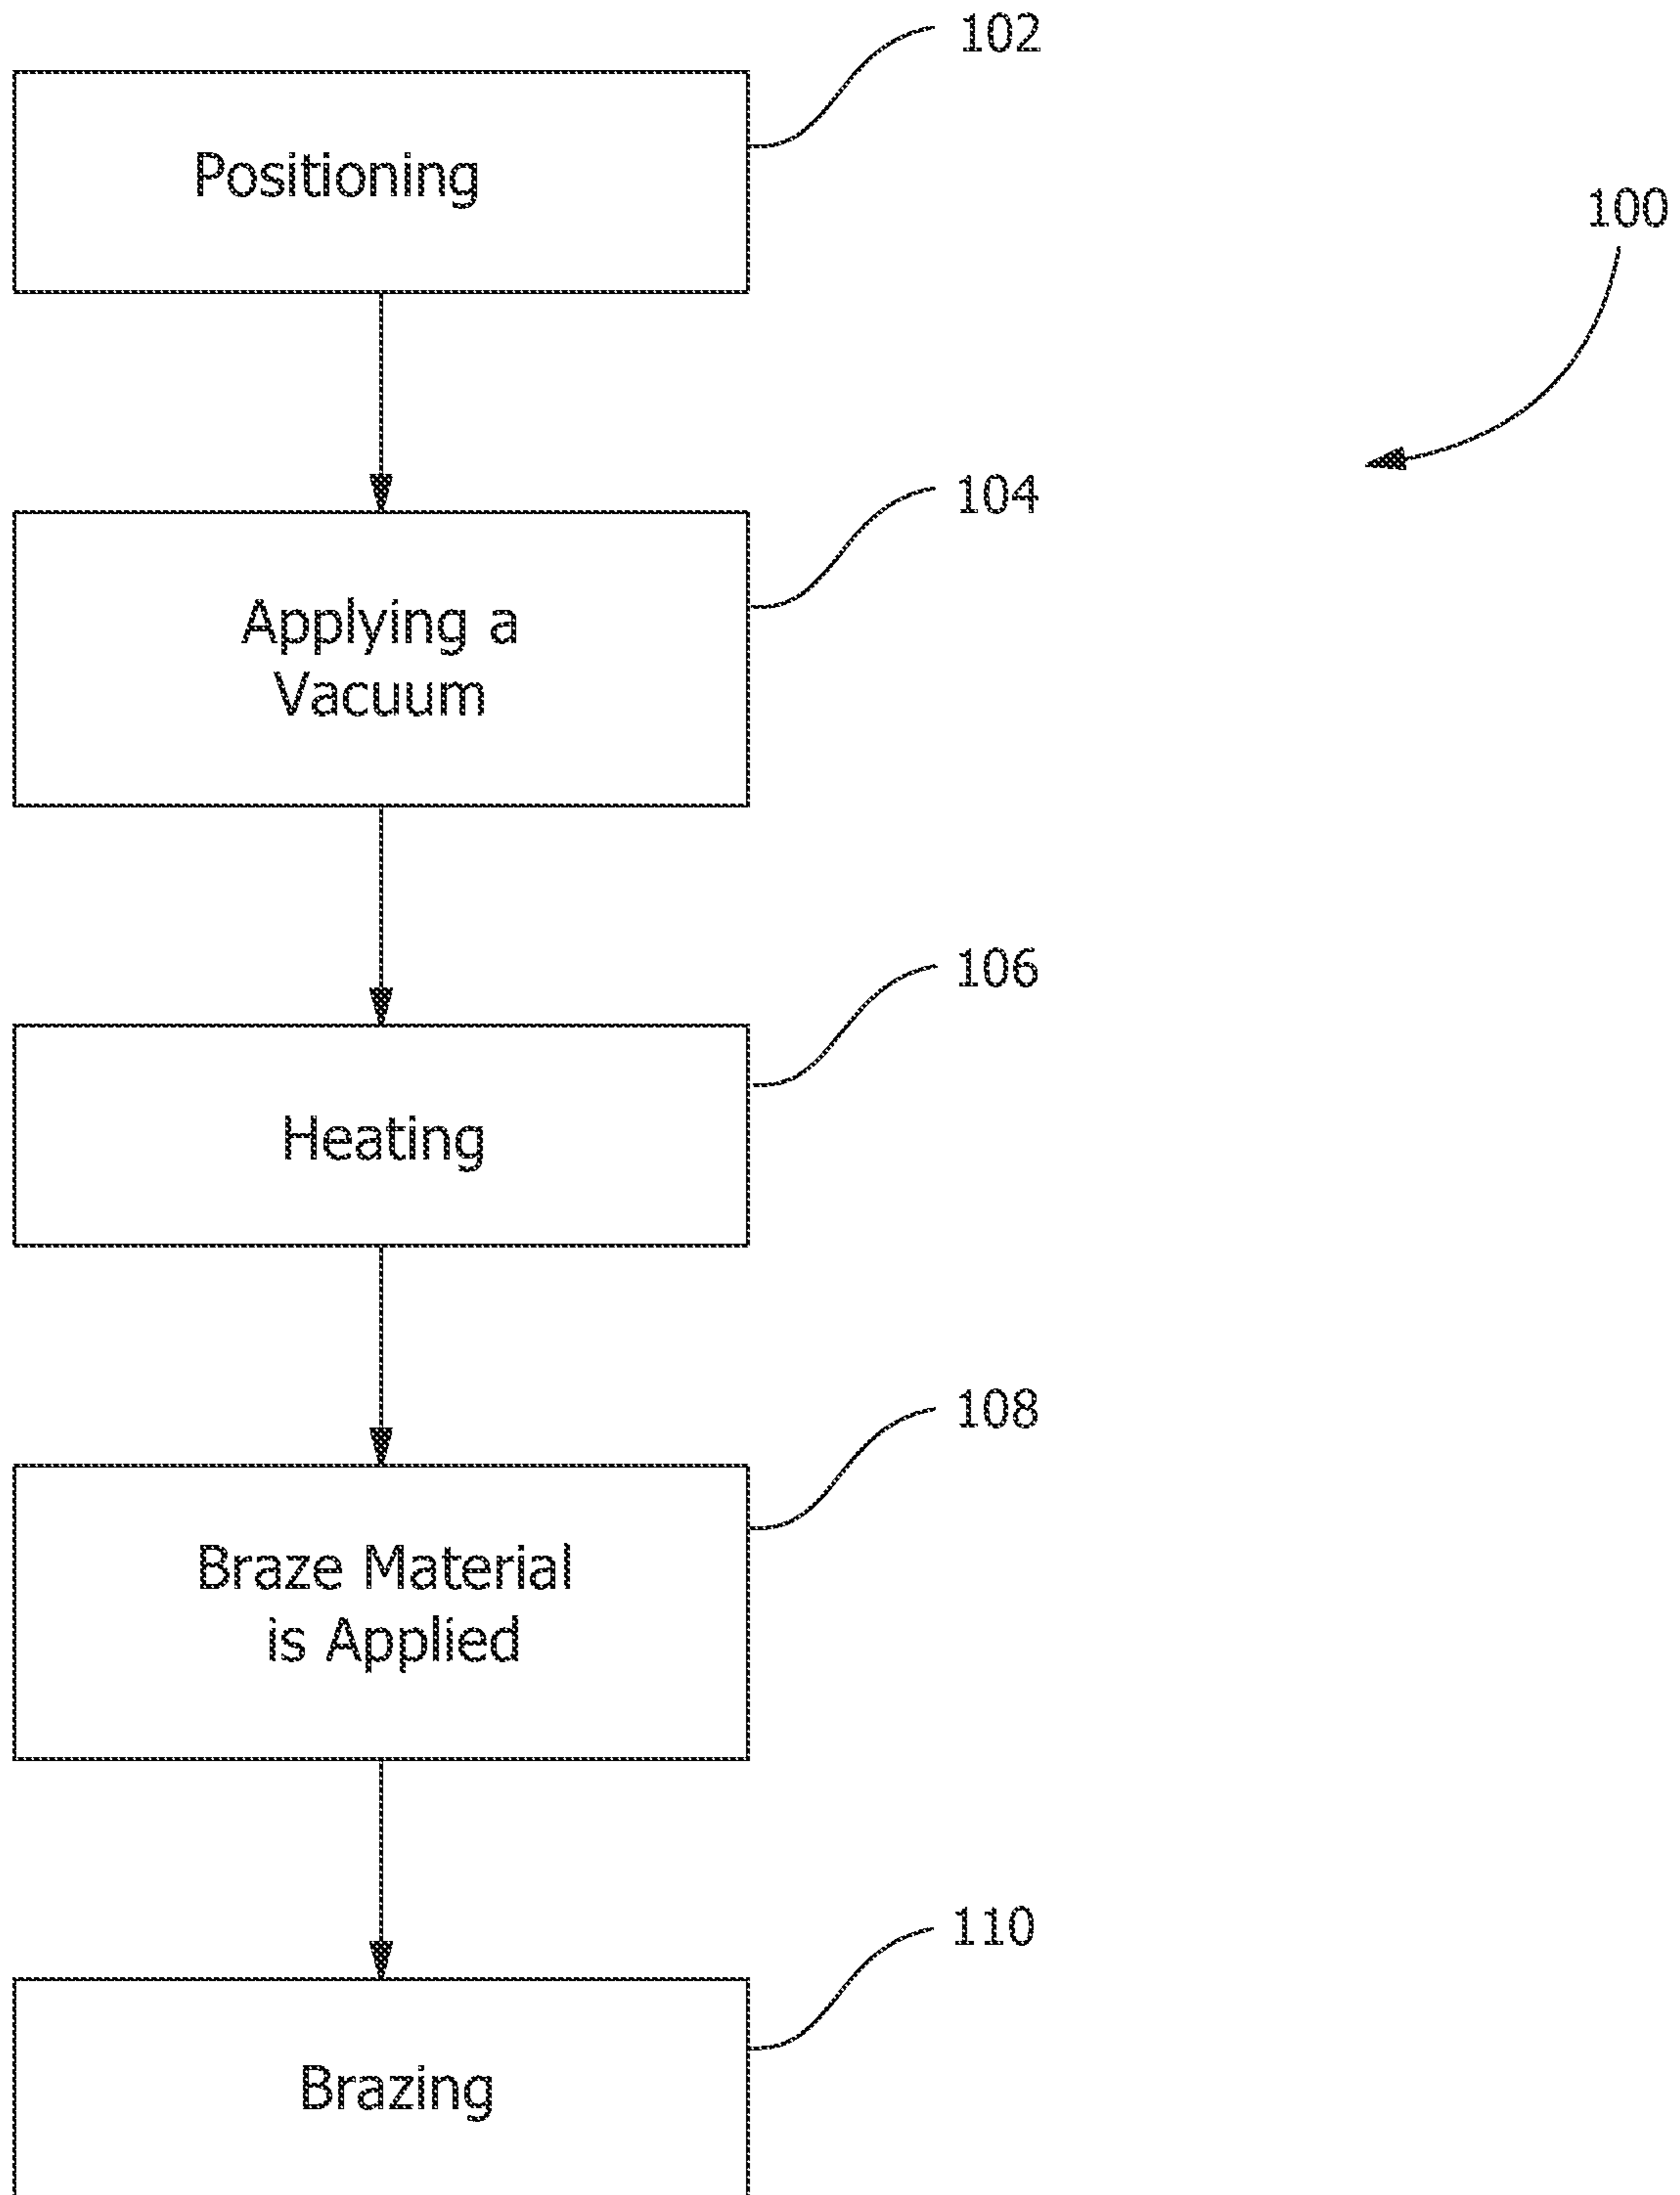 102
Positioning
100
104
Applying a
Vacuum
106
Heating
108
Braze Material
is Applied
110
Brazing